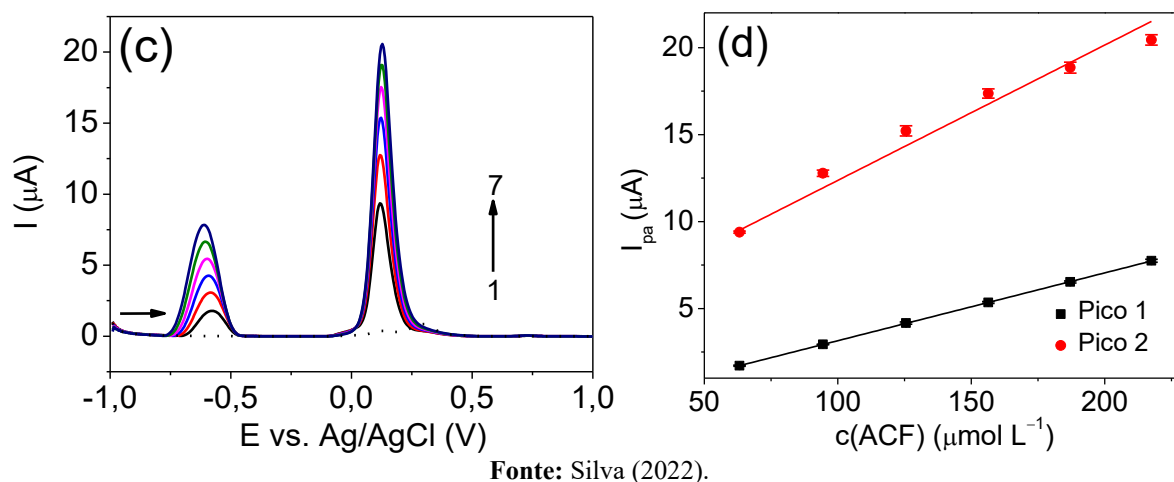 (c)
20
15
10
5
0
I (μA)
7
1
-1,0 -0,5 0,0 0,5 1,0
E vs. Ag/AgCl (V)
(d)
20
15
10
5
I_pa (μA)
Pico 1
Pico 2
50 100 150 200
c(ACF) (μmol L⁻¹)
Fonte: Silva (2022).